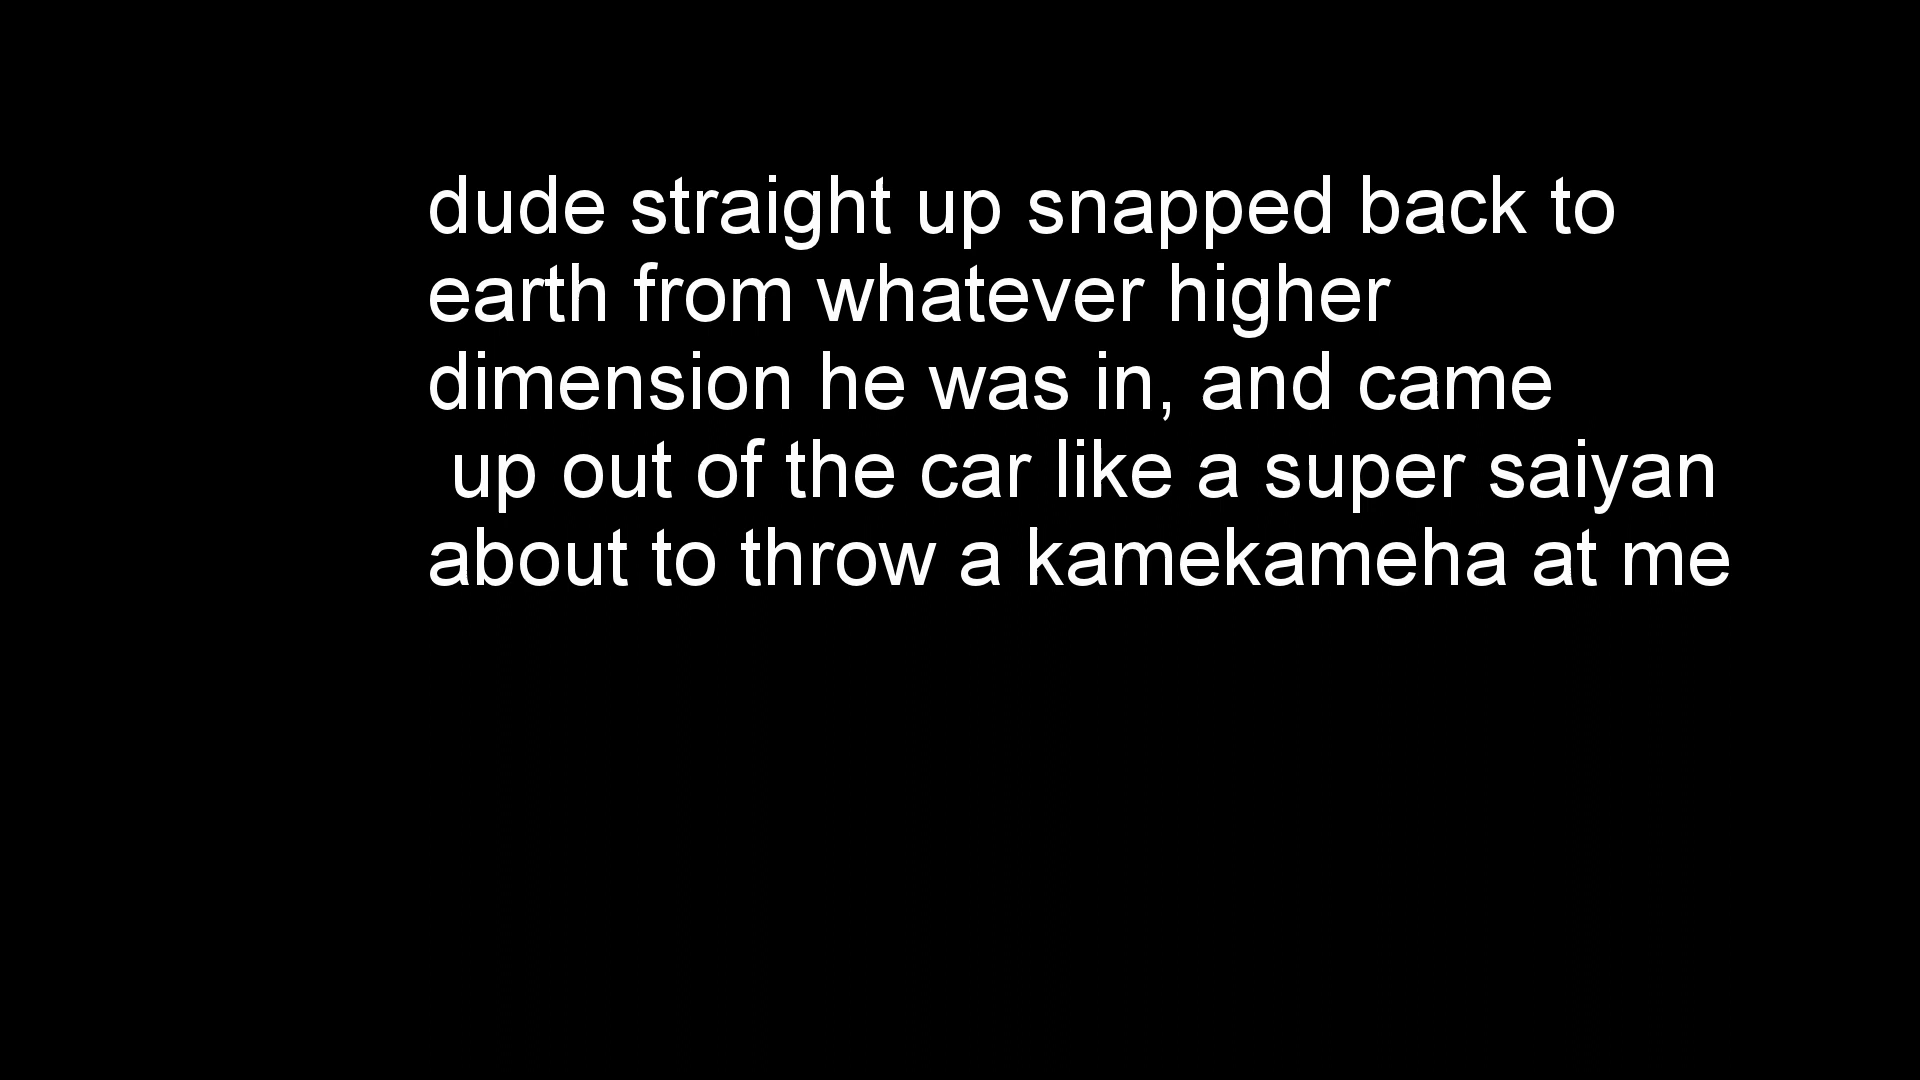 dude straight up snapped back to
earth from whatever higher
dimension he was in, and came
up out of the car like a super saiyan
about to throw a kamekameha at me